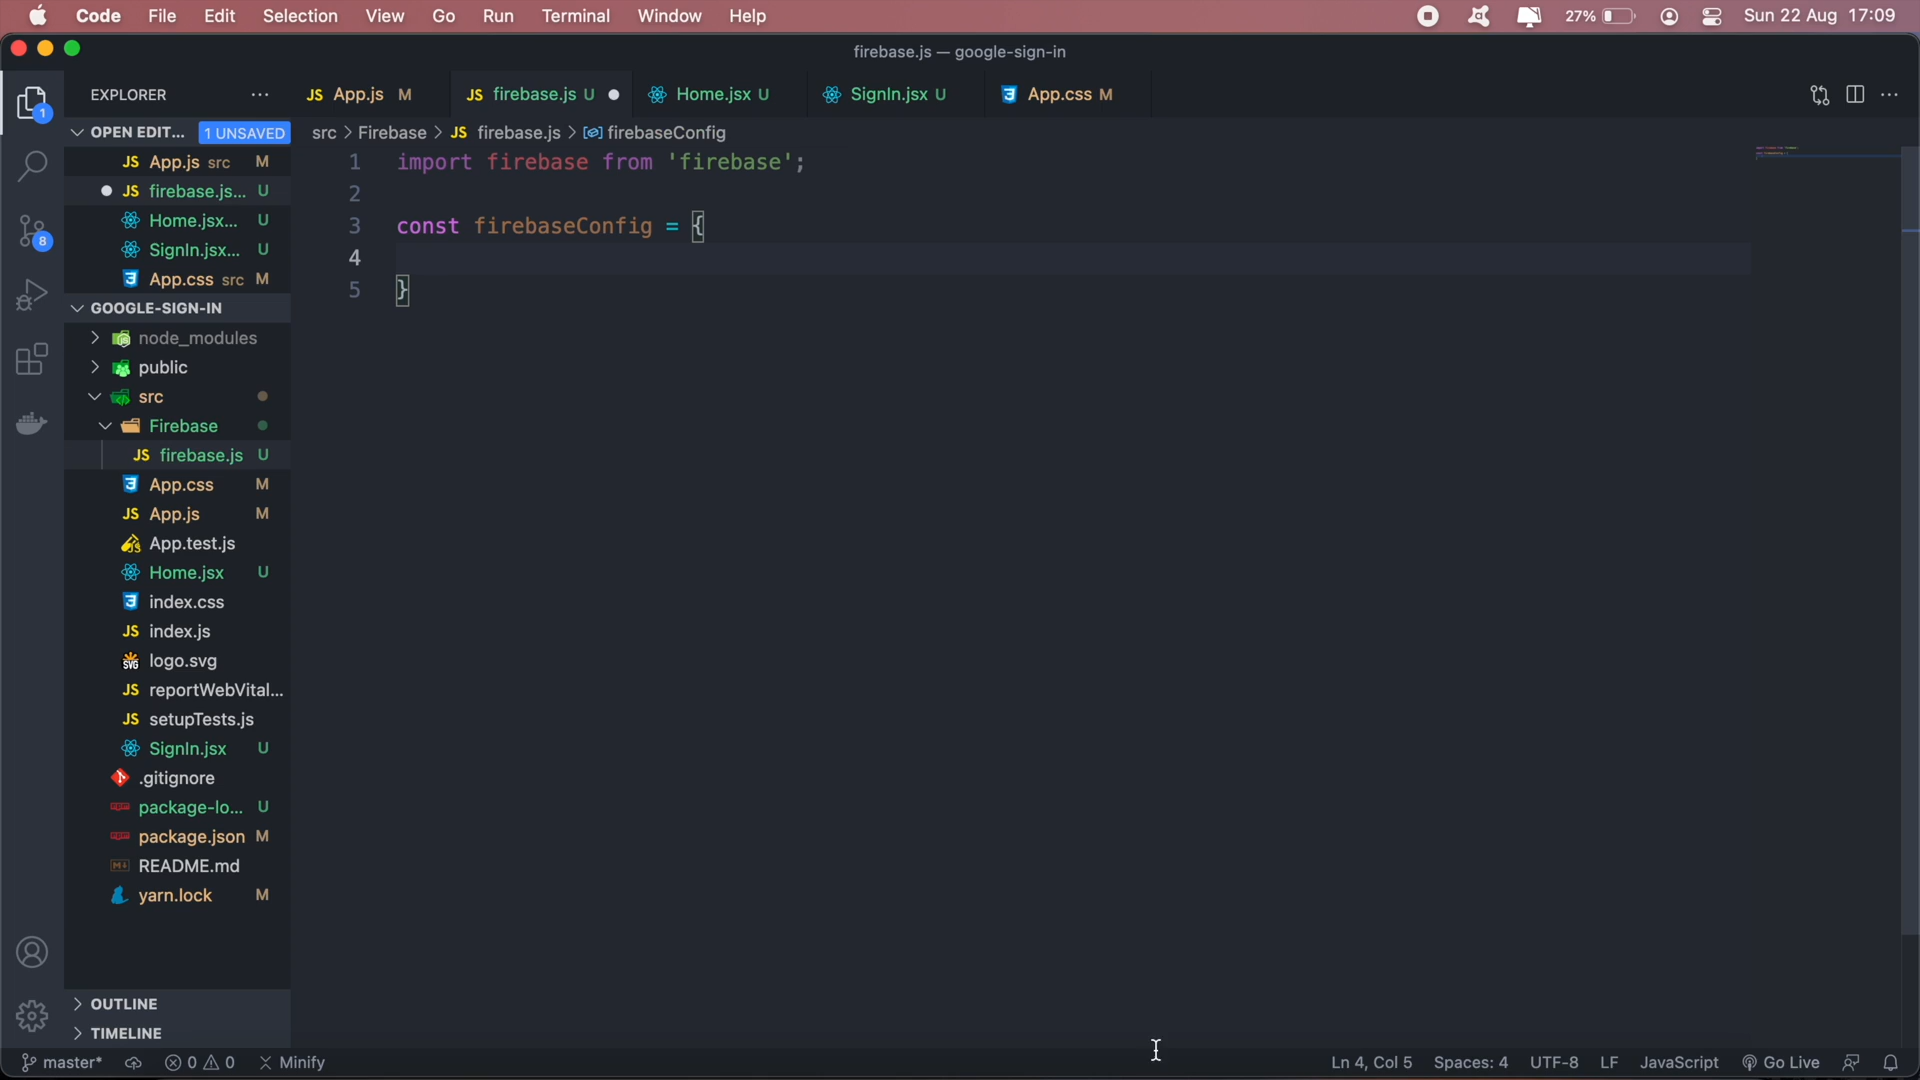 Code File Edit Selection View Go Run Terminal Window Help 27% Sun 22 Aug 17:09
firebase.js — google-sign-in
EXPLORER
JS App.js M
JS firebase.js U
Home.jsx U
SignIn.jsx U
App.css M
OPEN EDIT... 1 UNSAVED
JS App.js src M
JS firebase.js... U
Home.jsx... U
SignIn.jsx... U
App.css src M
GOOGLE-SIGN-IN
node_modules
public
src
Firebase
JS firebase.js U
App.css M
JS App.js M
App.test.js
Home.jsx U
index.css
JS index.js
SVG logo.svg
JS reportWebVital...
JS setupTests.js
SignIn.jsx U
.gitignore
package-lo... U
package.json M
README.md
yarn.lock M
OUTLINE
TIMELINE
src > Firebase > JS firebase.js > firebaseConfig
1 import firebase from 'firebase';
2
3 const firebaseConfig = {
4
5 }
1
8
master* 0 0 Minify Ln 4, Col 5 Spaces: 4 UTF-8 LF JavaScript Go Live